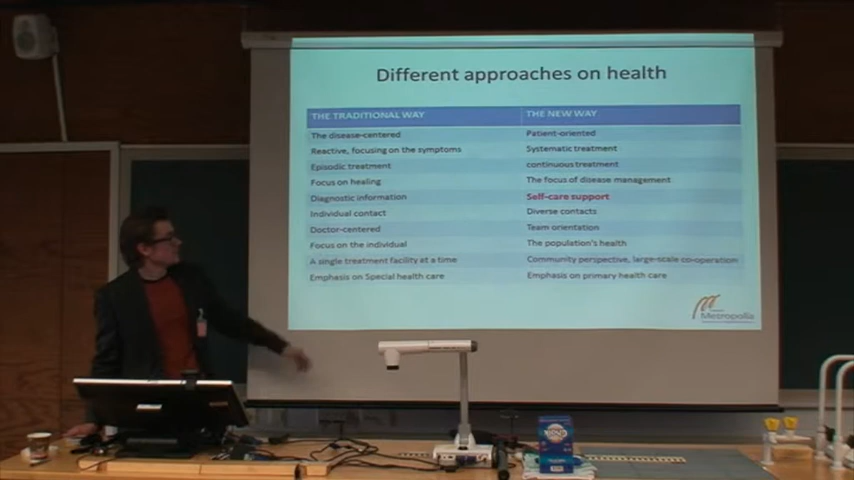 Different approaches on health
THE TRADITIONAL WAY THE NEW WAY
The disease-centered Patient-oriented
Reactive, focusing on the symptoms Systematic treatment
Episodic treatment continuous treatment
Focus on healing The focus of disease management
Diagnostic information Self-care support
Individual contact Diverse contacts
Doctor-centered Team orientation
Focus on the individual The population's health
A single treatment facility at a time Community perspective, large-scale co-operation
Emphasis on Special health care Emphasis on primary health care
Metropolia